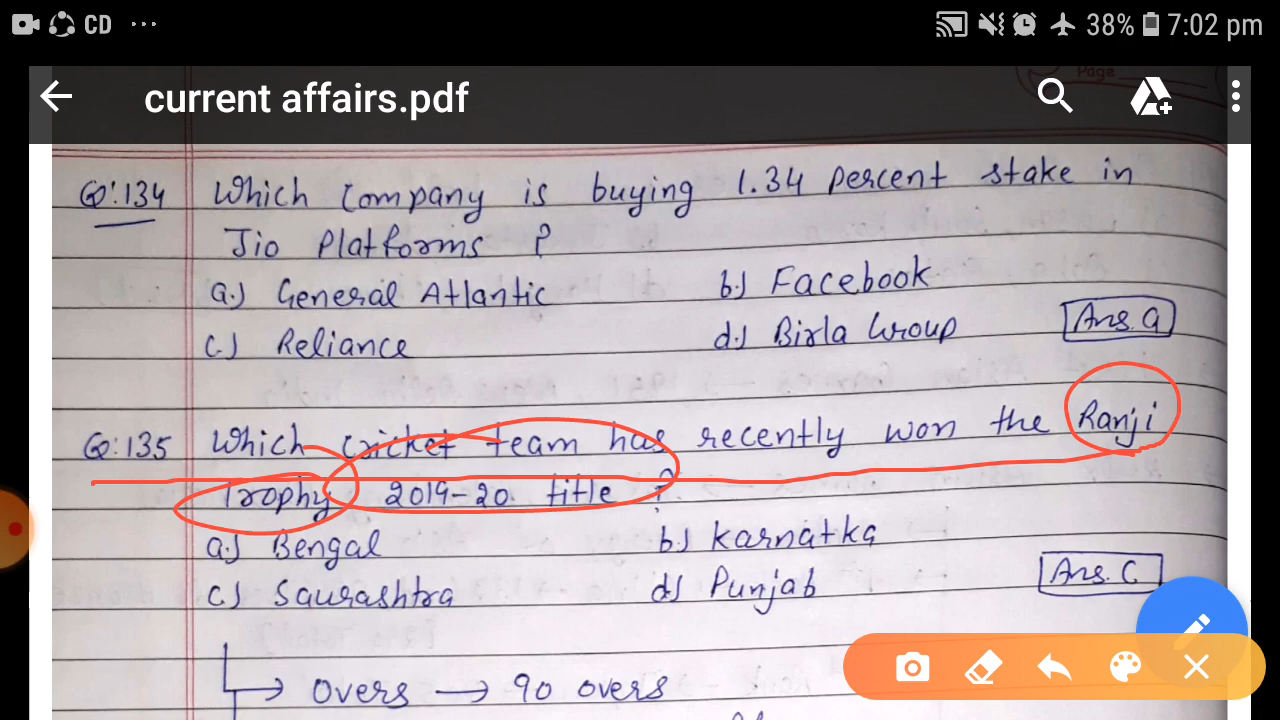 CD ... 38% 7:02 pm
Page
current affairs.pdf
Q:134 Which Company is buying 1.34 percent stake in
Jio Platforms ?
a.) General Atlantic b.) Facebook
c.) Reliance d.) Birla Group
Ans. a
Q:135 Which cricket team has recently won the Ranji
Trophy 2019-20 title ?
a.) Bengal b.) Karnatka
c.) Saurashtra d.) Punjab
Ans. C
→ Overs → 90 overs